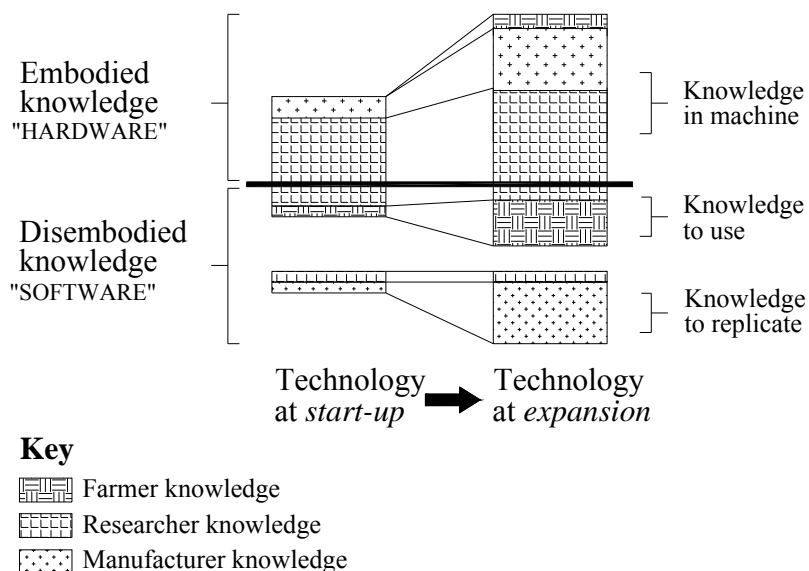 Embodied
knowledge
"HARDWARE"
Knowledge
in machine
Disembodied
knowledge
"SOFTWARE"
Knowledge
to use
Knowledge
to replicate
Technology
at start-up
Technology
at expansion
Key
Farmer knowledge
Researcher knowledge
Manufacturer knowledge